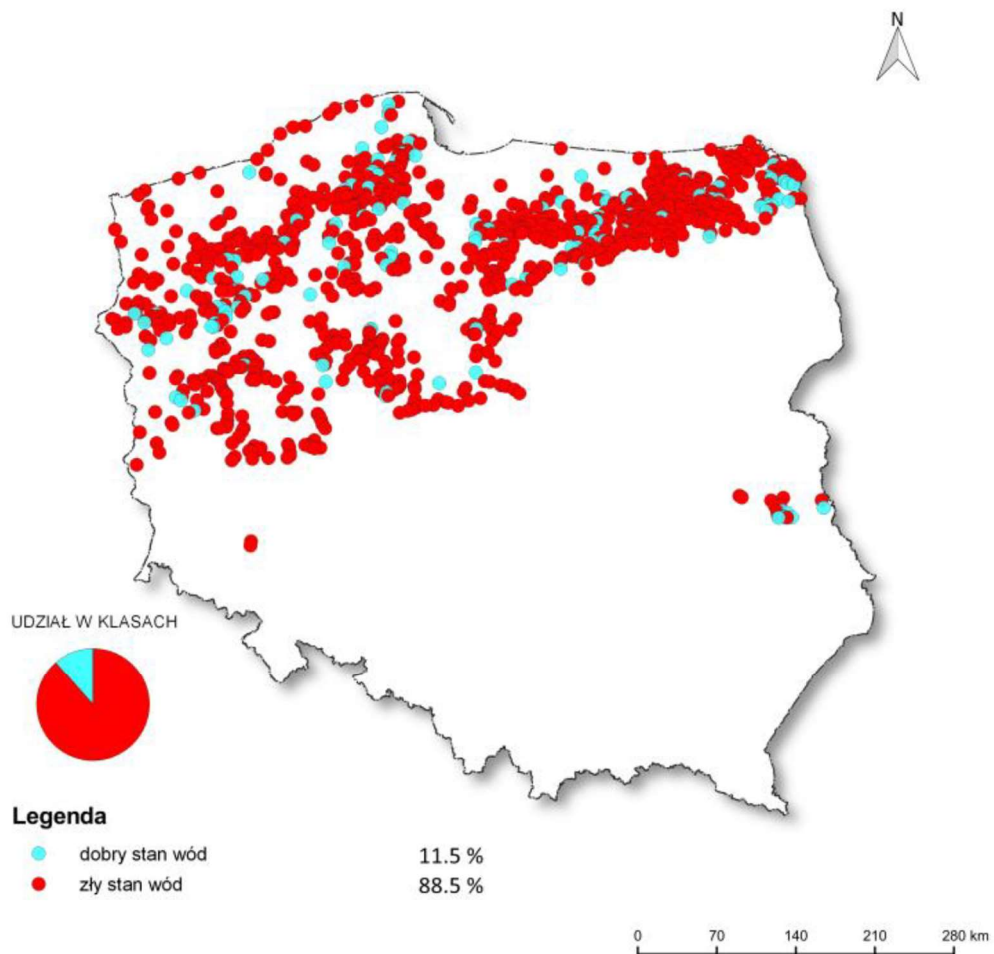 N
UDZIAŁ W KLASACH
Legenda
dobry stan wód 11.5 %
zły stan wód 88.5 %
0 70 140 210 280 km